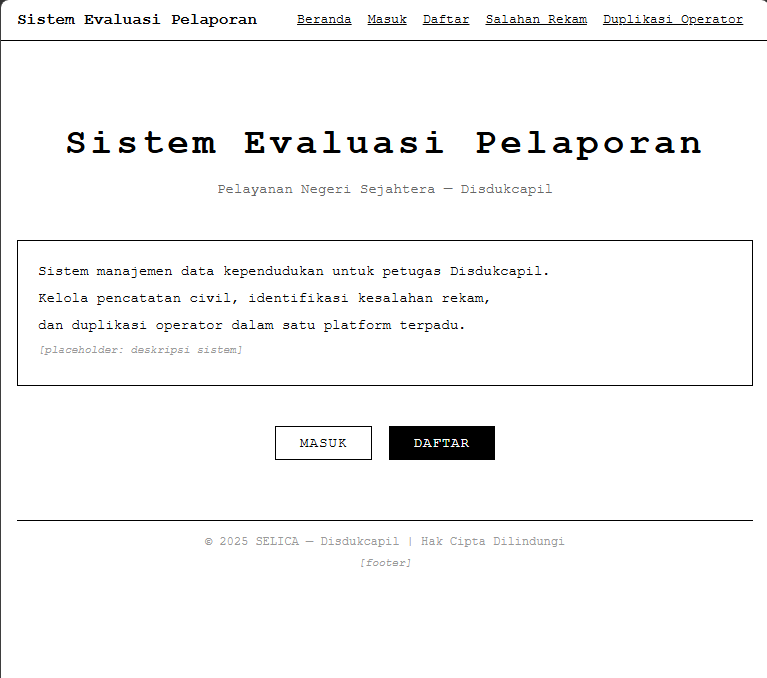 Sistem Evaluasi Pelaporan
Beranda Masuk Daftar Salahan Rekam Duplikasi Operator
Sistem Evaluasi Pelaporan
Pelayanan Negeri Sejahtera — Disdukcapil
Sistem manajemen data kependudukan untuk petugas Disdukcapil.
Kelola pencatatan civil, identifikasi kesalahan rekam,
dan duplikasi operator dalam satu platform terpadu.
[placeholder: deskripsi sistem]
MASUK
DAFTAR
© 2025 SELICA — Disdukcapil | Hak Cipta Dilindungi
[footer]